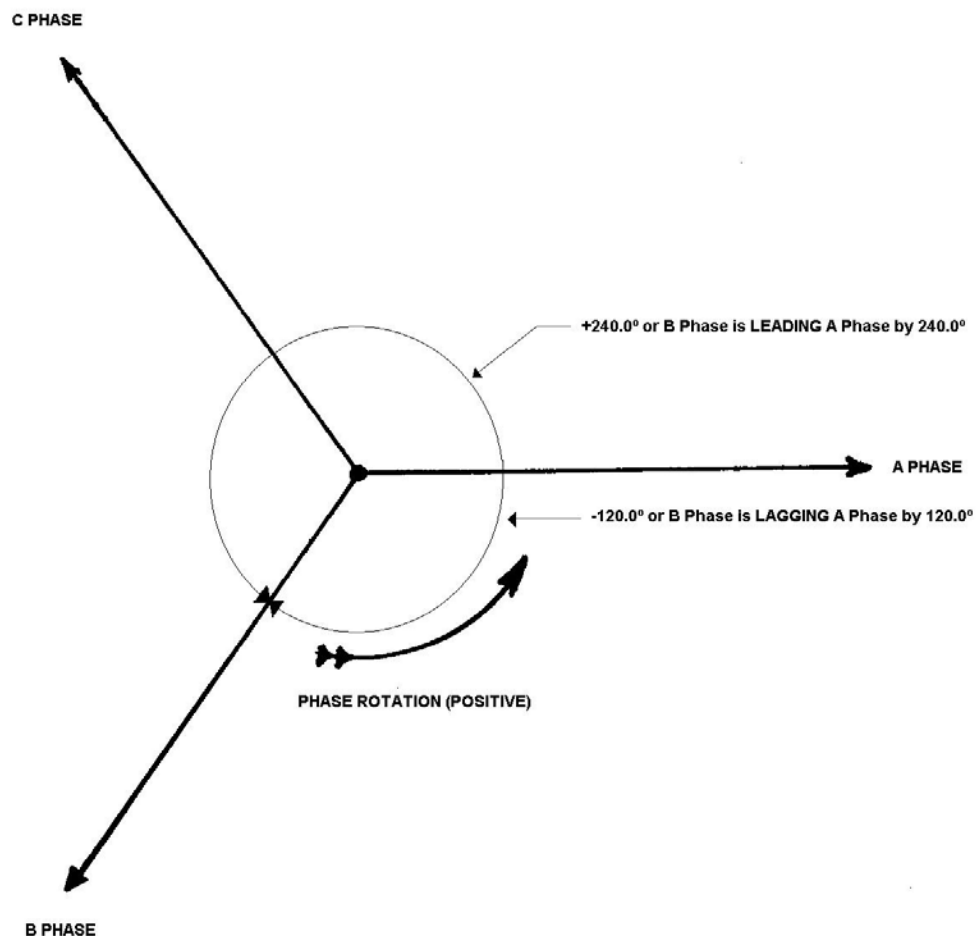 C PHASE
+240.0º or B Phase is LEADING A Phase by 240.0º
A PHASE
-120.0º or B Phase is LAGGING A Phase by 120.0º
PHASE ROTATION (POSITIVE)
B PHASE